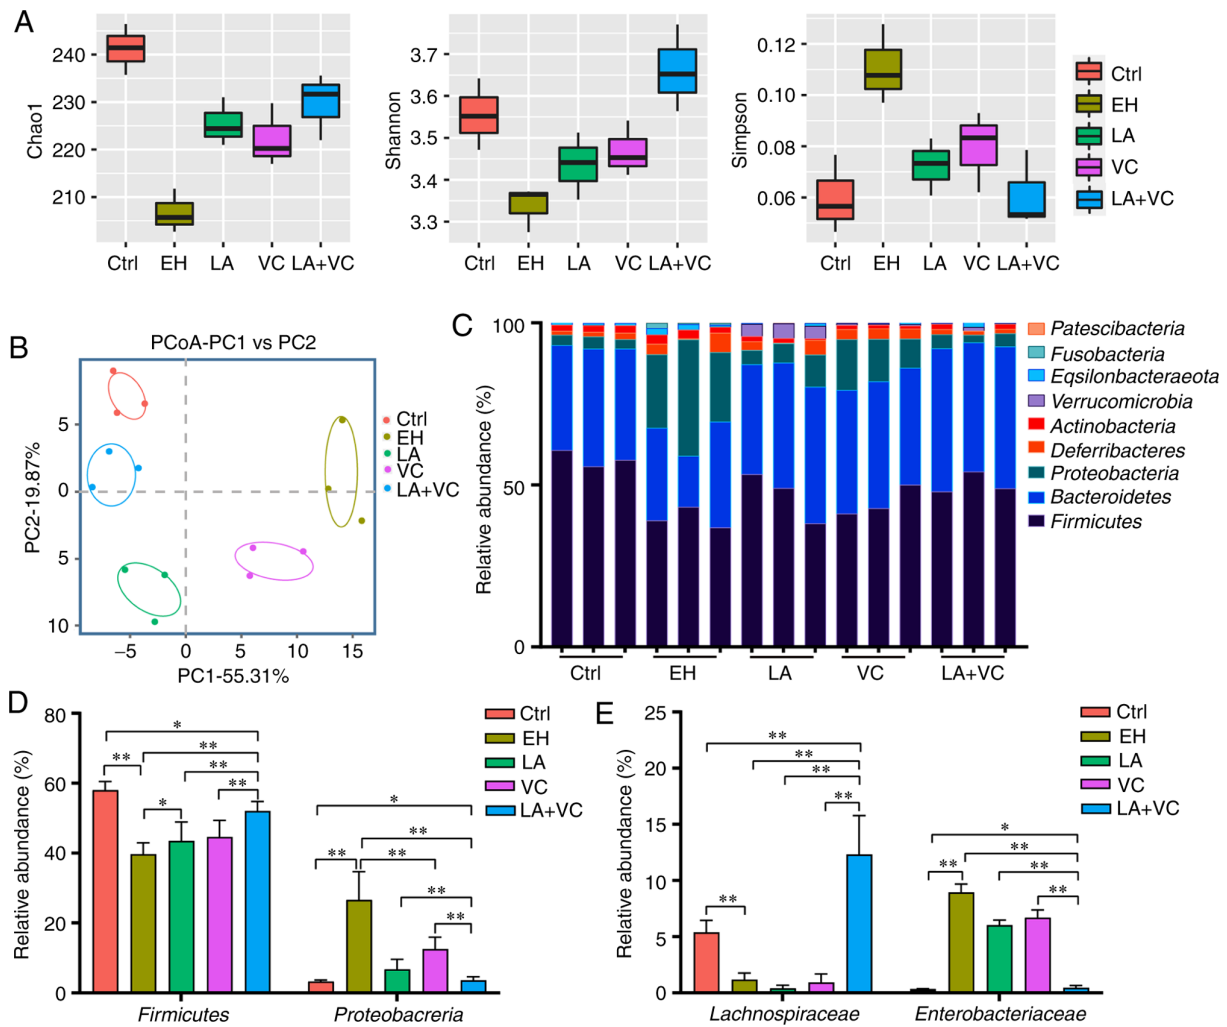 A
Chao1
240
230
220
210
Ctrl EH LA VC LA+VC
Shannon
3.7
3.6
3.5
3.4
3.3
Ctrl EH LA VC LA+VC
Simpson
0.12
0.10
0.08
0.06
Ctrl EH LA VC LA+VC
Ctrl
EH
LA
VC
LA+VC
B
PCoA-PC1 vs PC2
PC2-19.87%
5
0
5
10
−5 0 5 10 15
PC1-55.31%
Ctrl
EH
LA
VC
LA+VC
C
Relative abundance (%)
100
50
0
Ctrl EH LA VC LA+VC
Patescibacteria
Fusobacteria
Eqsilonbacteraeota
Verrucomicrobia
Actinobacteria
Deferribacteres
Proteobacteria
Bacteroidetes
Firmicutes
D
Relative abundance (%)
80
60
40
20
0
*
**
**
**
**
*
*
**
**
**
**
**
Firmicutes Proteobacreria
Ctrl
EH
LA
VC
LA+VC
E
Relative abundance (%)
25
20
15
10
5
0
**
**
**
**
**
*
**
**
**
**
Lachnospiraceae Enterobacteriaceae
Ctrl
EH
LA
VC
LA+VC